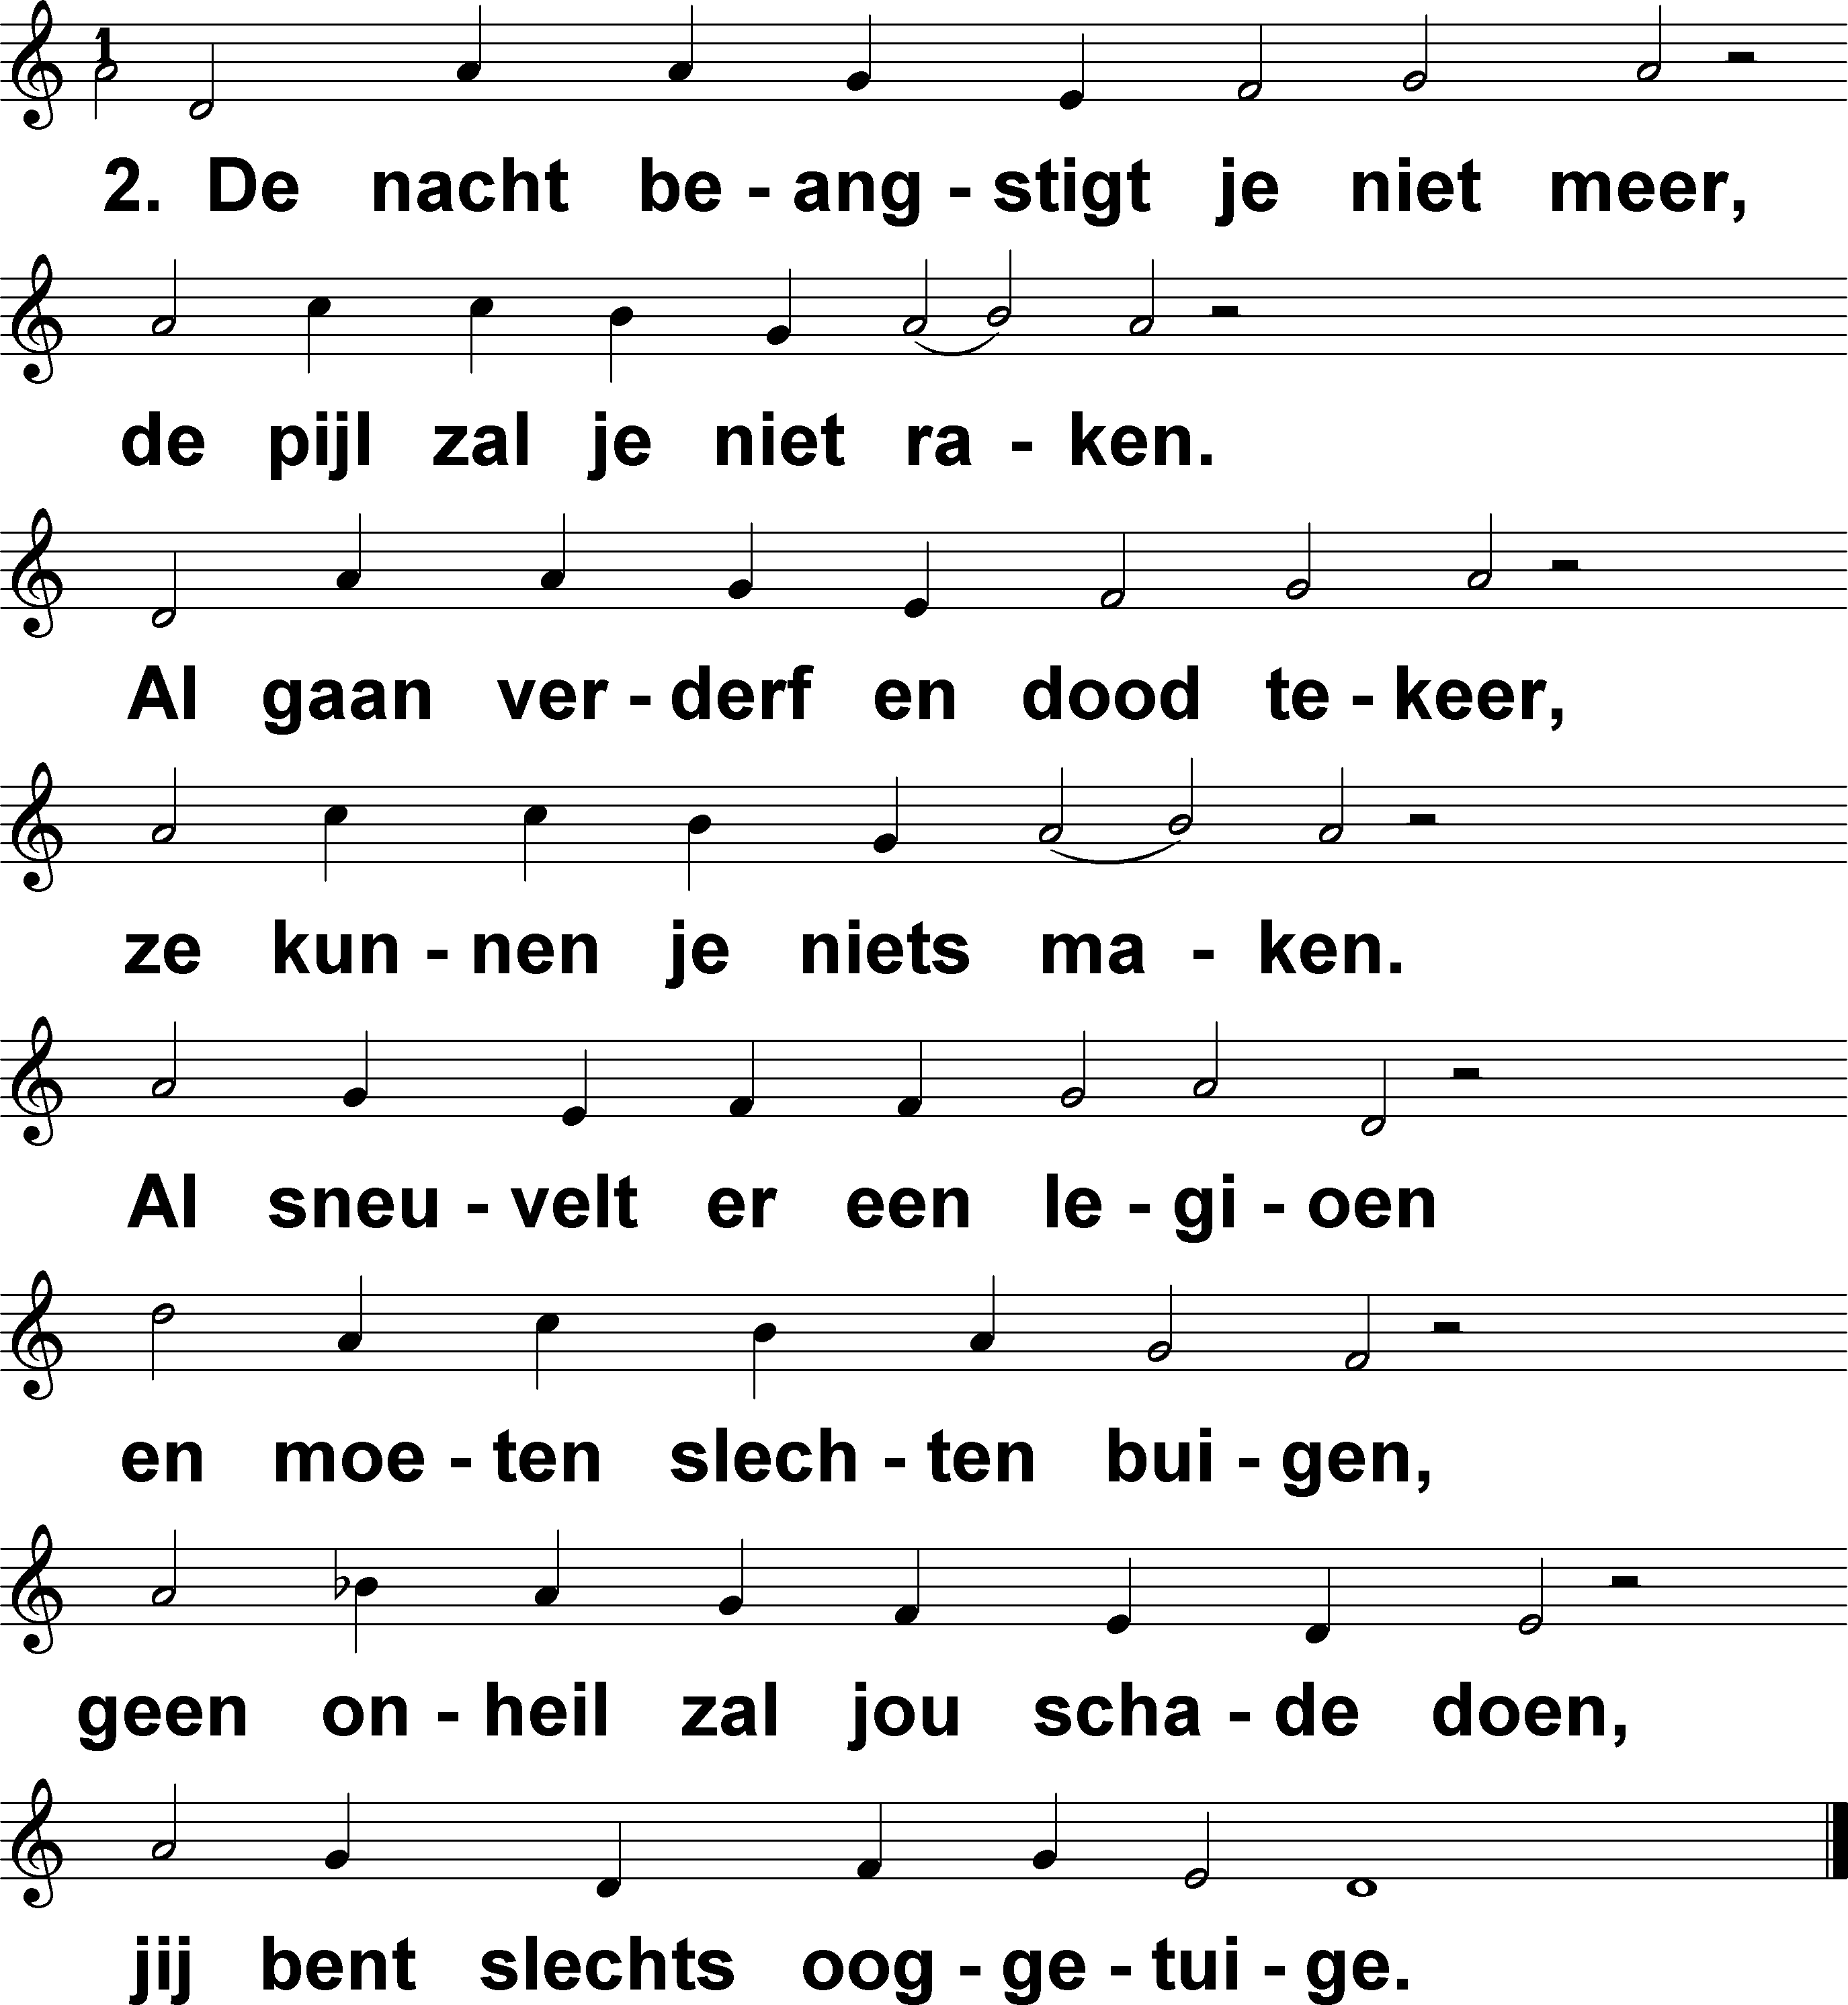 1
2. De nacht be - ang - stigt je niet meer,
de pijl zal je niet ra - ken.
Al gaan ver - derf en dood te - keer,
ze kun - nen je niets ma - ken.
Al sneu - velt er een le - gi - oen
en moe - ten slech - ten bui - gen,
geen on - heil zal jou scha - de doen,
jij bent slechts oog - ge - tui - ge.